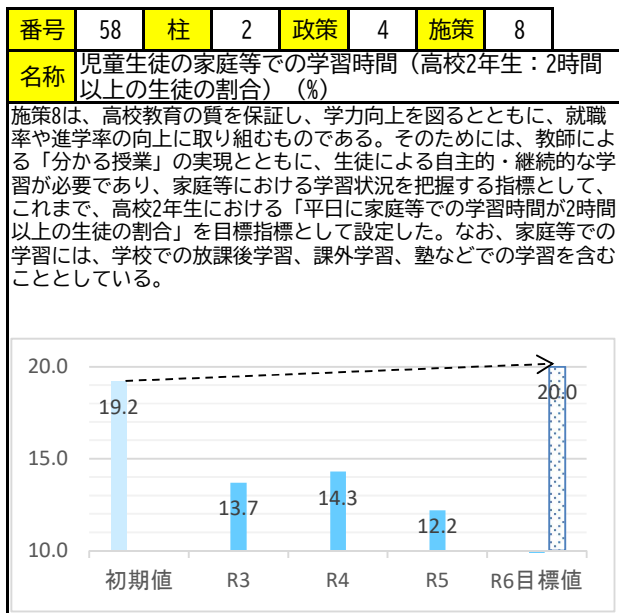 番号 58 柱 2 政策 4 施策 8
名称 児童生徒の家庭等での学習時間（高校2年生：2時間
以上の生徒の割合）（%）
施策8は、高校教育の質を保証し、学力向上を図るとともに、就職
率や進学率の向上に取り組むものである。そのためには、教師によ
る「分かる授業」の実現とともに、生徒による自主的・継続的な学
習が必要であり、家庭等における学習状況を把握する指標として、
これまで、高校2年生における「平日に家庭等での学習時間が2時間
以上の生徒の割合」を目標指標として設定した。なお、家庭等での
学習には、学校での放課後学習、課外学習、塾などでの学習を含む
こととしている。
20.0
19.2
20.0
15.0
13.7
14.3
12.2
10.0
初期値 R3 R4 R5 R6目標値